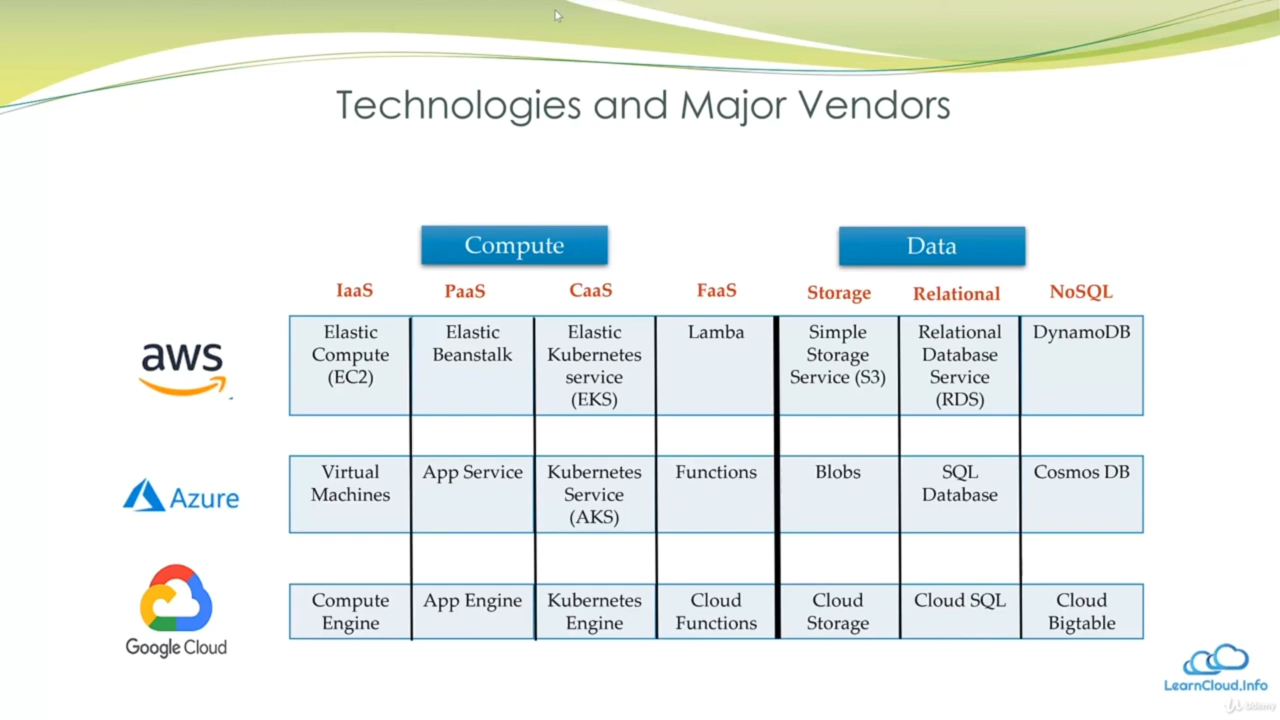 Technologies and Major Vendors
Compute
Data
IaaS
PaaS
CaaS
FaaS
Storage
Relational
NoSQL
aws
Elastic
Compute
(EC2)
Elastic
Beanstalk
Elastic
Kubernetes
service
(EKS)
Lamba
Simple
Storage
Service (S3)
Relational
Database
Service
(RDS)
DynamoDB
Azure
Virtual
Machines
App Service
Kubernetes
Service
(AKS)
Functions
Blobs
SQL
Database
Cosmos DB
Google Cloud
Compute
Engine
App Engine
Kubernetes
Engine
Cloud
Functions
Cloud
Storage
Cloud SQL
Cloud
Bigtable
LearnCloud.Info
Udemy